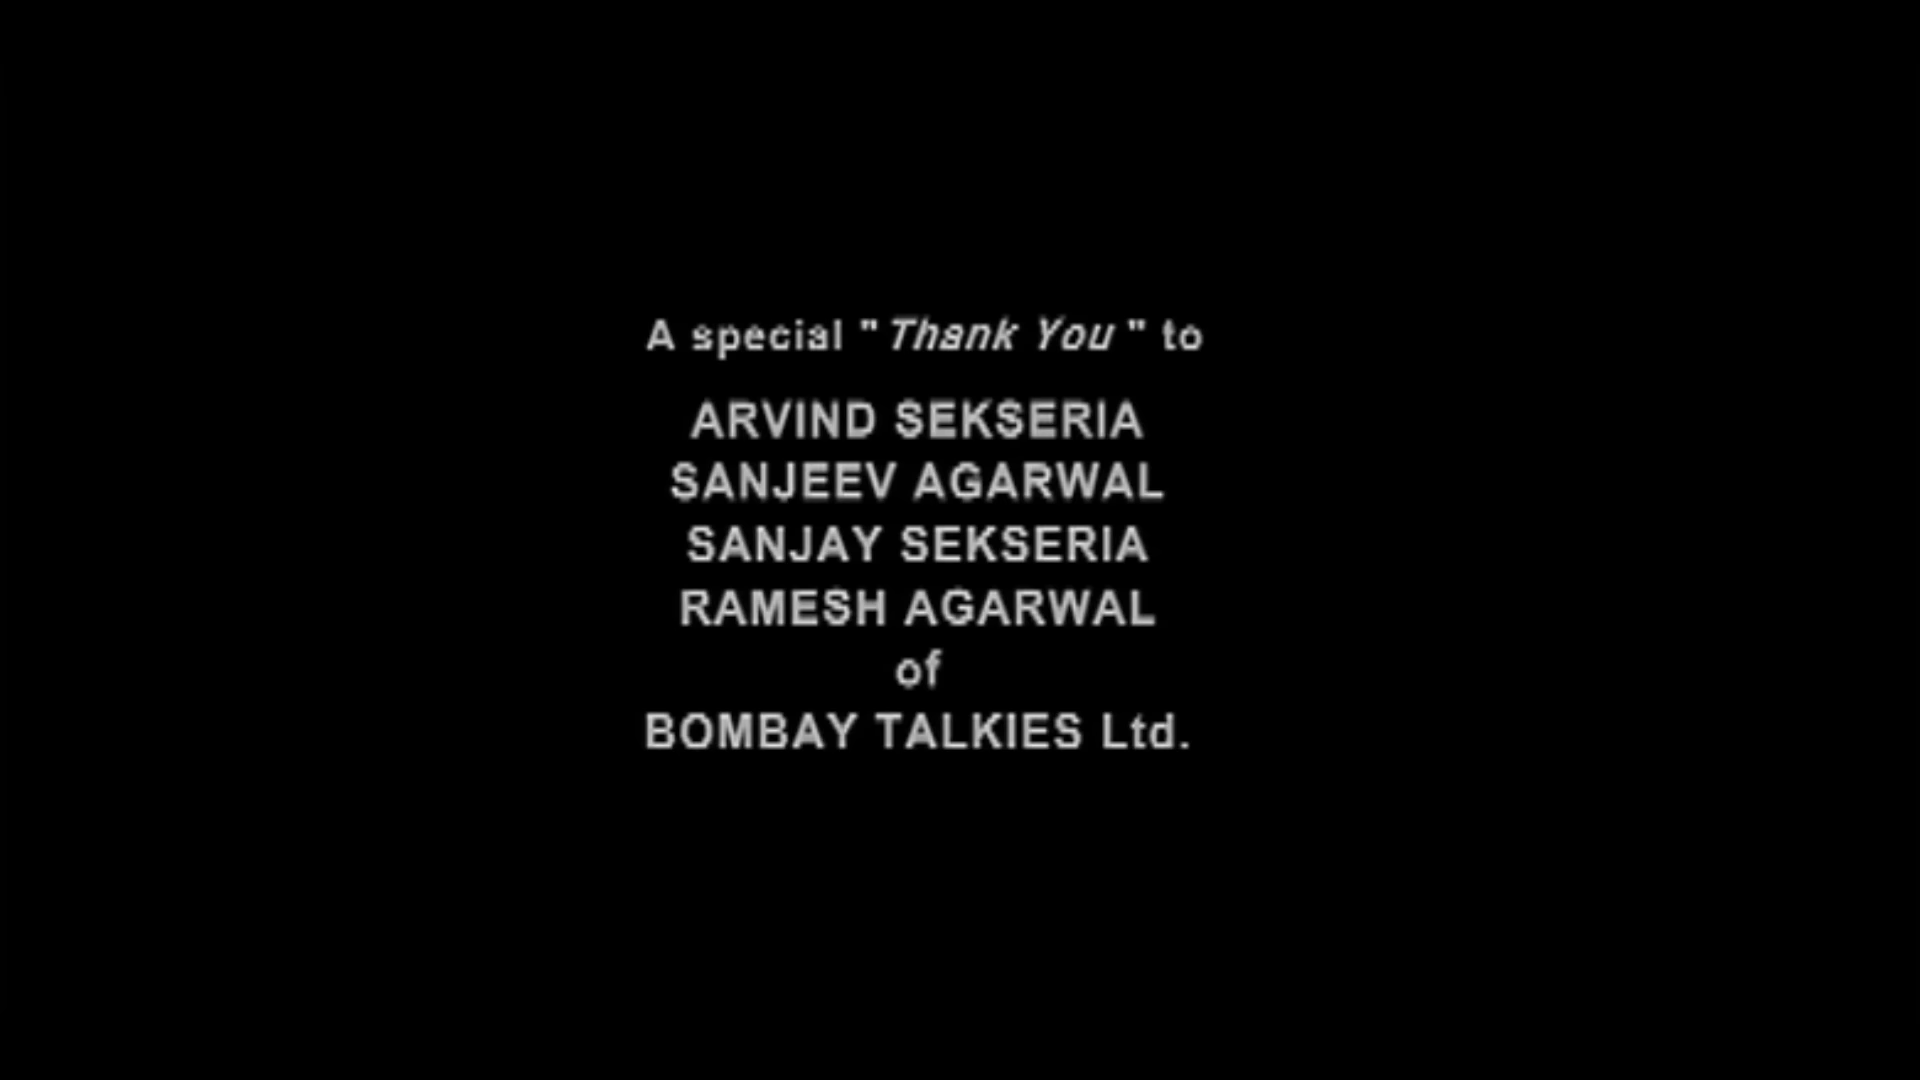 A special "Thank You" to
ARVIND SEKSERIA
SANJEEV AGARWAL
SANJAY SEKSERIA
RAMESH AGARWAL
of
BOMBAY TALKIES Ltd.